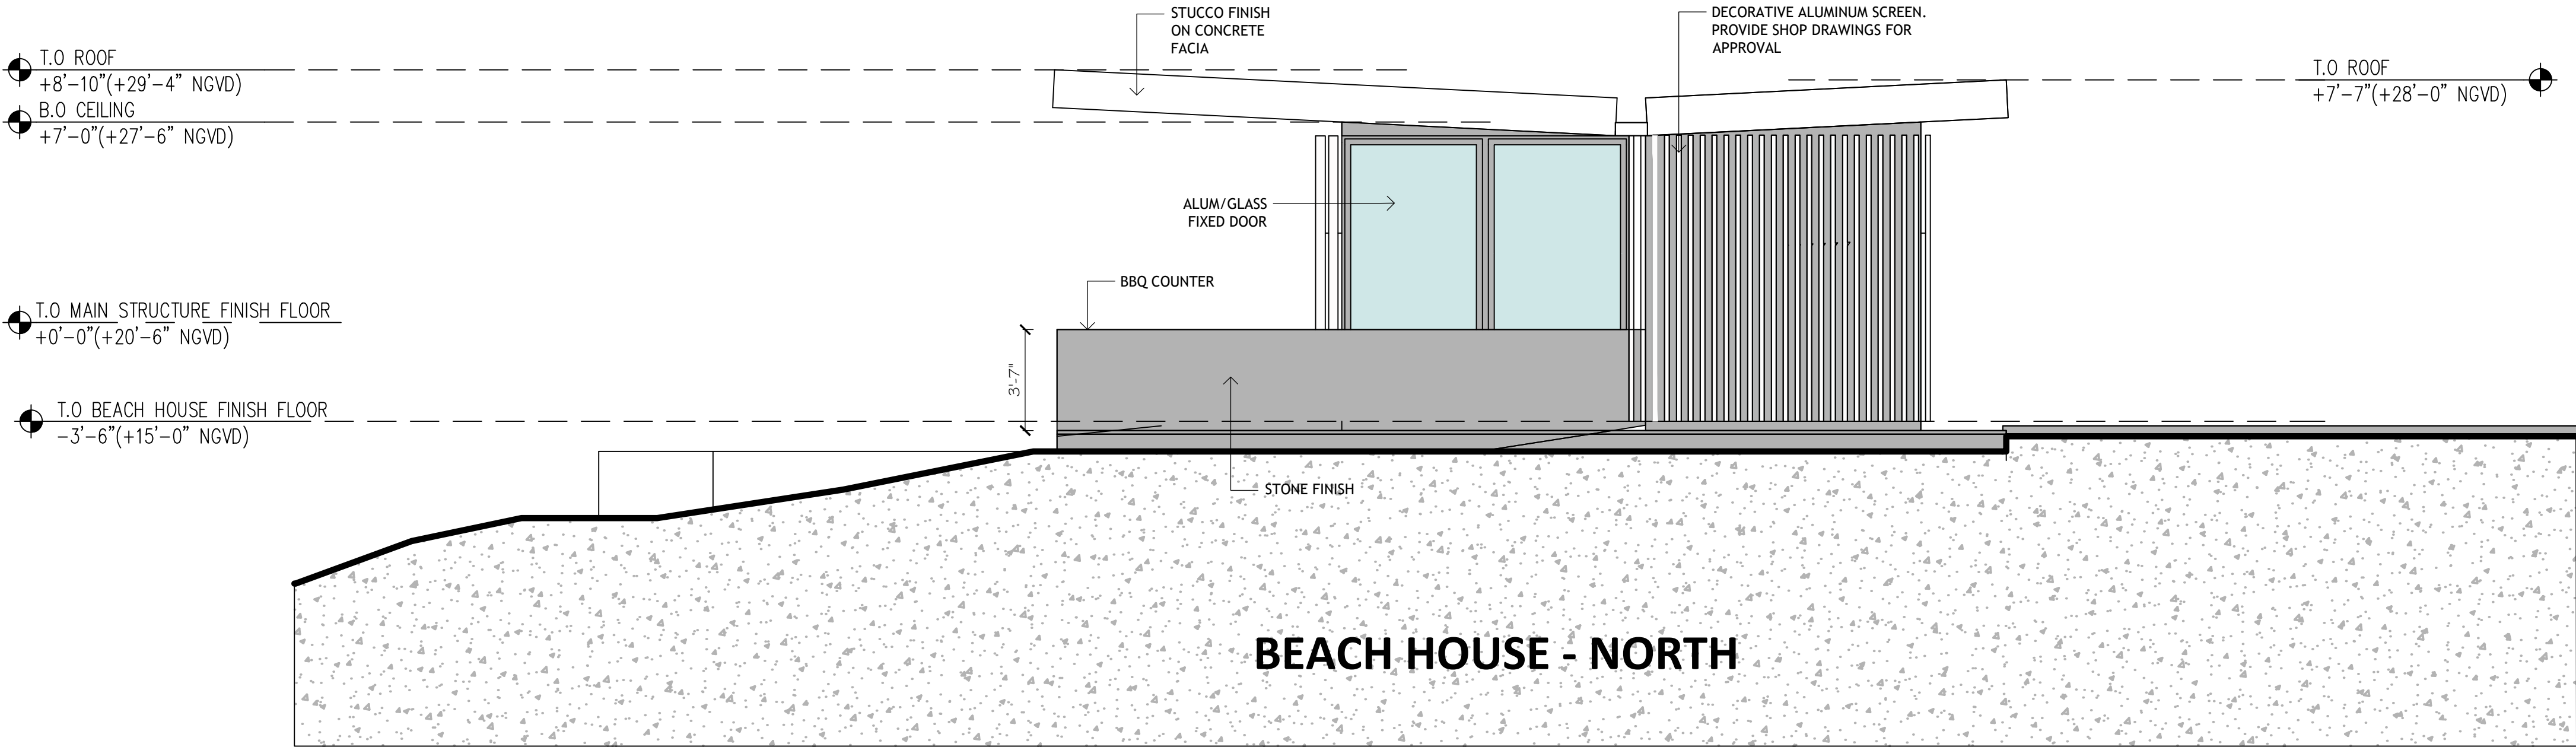 STUCCO FINISH
ON CONCRETE
FACIA
DECORATIVE ALUMINUM SCREEN.
PROVIDE SHOP DRAWINGS FOR
APPROVAL
T.O ROOF
+8'-10"(+29'-4" NGVD)
B.O CEILING
+7'-0"(+27'-6" NGVD)
T.O ROOF
+7'-7"(+28'-0" NGVD)
ALUM/GLASS
FIXED DOOR
BBQ COUNTER
T.O MAIN STRUCTURE FINISH FLOOR
+0'-0"(+20'-6" NGVD)
3'-7"
T.O BEACH HOUSE FINISH FLOOR
-3'-6"(+15'-0" NGVD)
STONE FINISH
BEACH HOUSE - NORTH